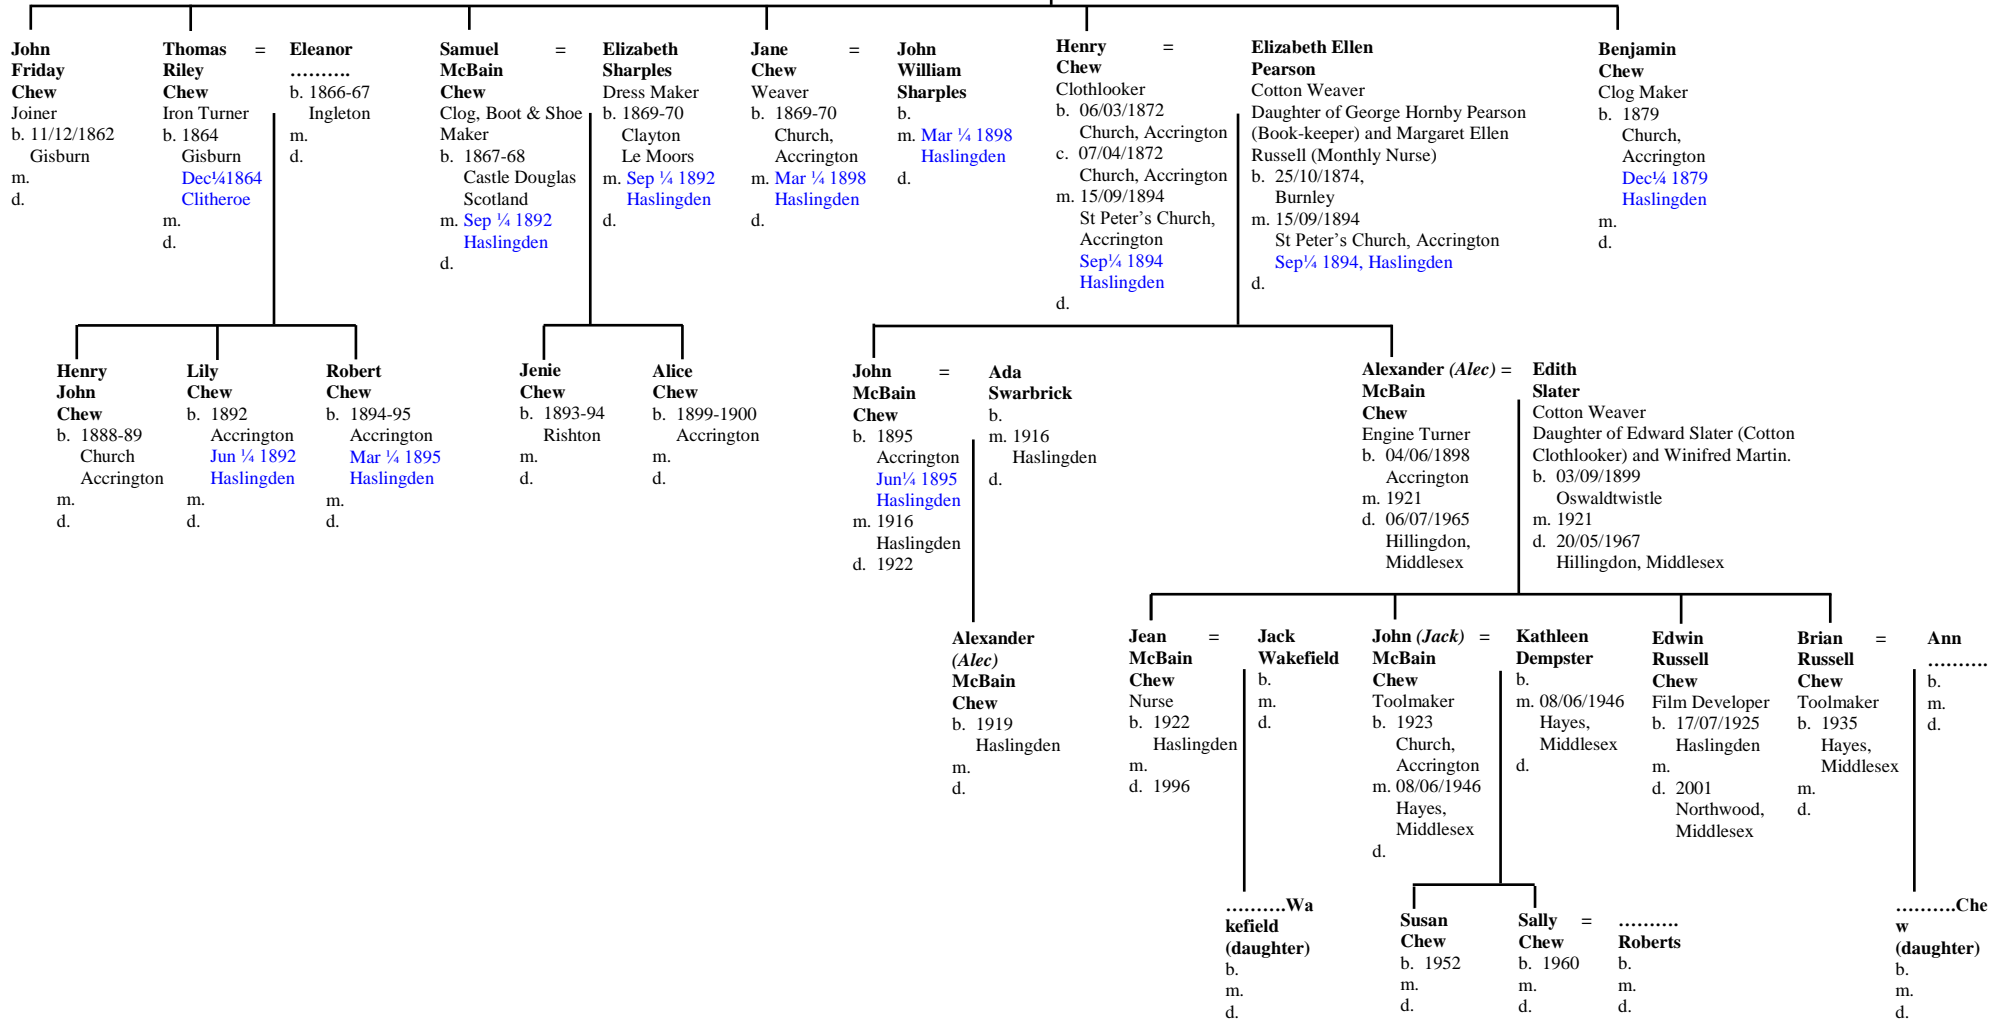 John
Friday
Chew
Joiner
b. 11/12/1862
Gisburn
m.
d.
Thomas =
Riley
Chew
Iron Turner
b. 1864
Gisburn
Dec¼1864
Clitheroe
m.
d.
Eleanor
……….
b. 1866-67
Ingleton
m.
d.
Samuel =
McBain
Chew
Clog, Boot & Shoe
Maker
b. 1867-68
Castle Douglas
Scotland
m. Sep ¼ 1892
Haslingden
d.
Elizabeth
Sharples
Dress Maker
b. 1869-70
Clayton
Le Moors
m. Sep ¼ 1892
Haslingden
d.
Jane =
Chew
Weaver
b. 1869-70
Church,
Accrington
m. Mar ¼ 1898
Haslingden
d.
John
William
Sharples
b.
m. Mar ¼ 1898
Haslingden
d.
Henry =
Chew
Clothlooker
b. 06/03/1872
Church, Accrington
c. 07/04/1872
Church, Accrington
m. 15/09/1894
St Peter’s Church,
Accrington
Sep¼ 1894
Haslingden
d.
Elizabeth Ellen
Pearson
Cotton Weaver
Daughter of George Hornby Pearson
(Book-keeper) and Margaret Ellen
Russell (Monthly Nurse)
b. 25/10/1874,
Burnley
m. 15/09/1894
St Peter’s Church, Accrington
Sep¼ 1894, Haslingden
d.
Benjamin
Chew
Clog Maker
b. 1879
Church,
Accrington
Dec¼ 1879
Haslingden
m.
d.
Henry
John
Chew
b. 1888-89
Church
Accrington
m.
d.
Lily
Chew
b. 1892
Accrington
Jun ¼ 1892
Haslingden
m.
d.
Robert
Chew
b. 1894-95
Accrington
Mar ¼ 1895
Haslingden
m.
d.
Jenie
Chew
b. 1893-94
Rishton
m.
d.
Alice
Chew
b. 1899-1900
Accrington
m.
d.
John =
McBain
Chew
b. 1895
Accrington
Jun¼ 1895
Haslingden
m. 1916
Haslingden
d. 1922
Ada
Swarbrick
b.
m. 1916
Haslingden
d.
Alexander (Alec) =
McBain
Chew
Engine Turner
b. 04/06/1898
Accrington
m. 1921
d. 06/07/1965
Hillingdon,
Middlesex
Edith
Slater
Cotton Weaver
Daughter of Edward Slater (Cotton
Clothlooker) and Winifred Martin.
b. 03/09/1899
Oswaldtwistle
m. 1921
d. 20/05/1967
Hillingdon, Middlesex
Alexander
(Alec)
McBain
Chew
b. 1919
Haslingden
m.
d.
Jean =
McBain
Chew
Nurse
b. 1922
Haslingden
m.
d. 1996
Jack
Wakefield
b.
m.
d.
John (Jack) =
McBain
Chew
Toolmaker
b. 1923
Church,
Accrington
m. 08/06/1946
Hayes,
Middlesex
d.
Kathleen
Dempster
b.
m. 08/06/1946
Hayes,
Middlesex
d.
Edwin
Russell
Chew
Film Developer
b. 17/07/1925
Haslingden
m.
d. 2001
Northwood,
Middlesex
Brian =
Russell
Chew
Toolmaker
b. 1935
Hayes,
Middlesex
m.
d.
Ann
……….
b.
m.
d.
……….Wa
kefield
(daughter)
b.
m.
d.
Susan
Chew
b. 1952
m.
d.
Sally =
Chew
b. 1960
m.
d.
……….
Roberts
b.
m.
d.
……….Che
w
(daughter)
b.
m.
d.